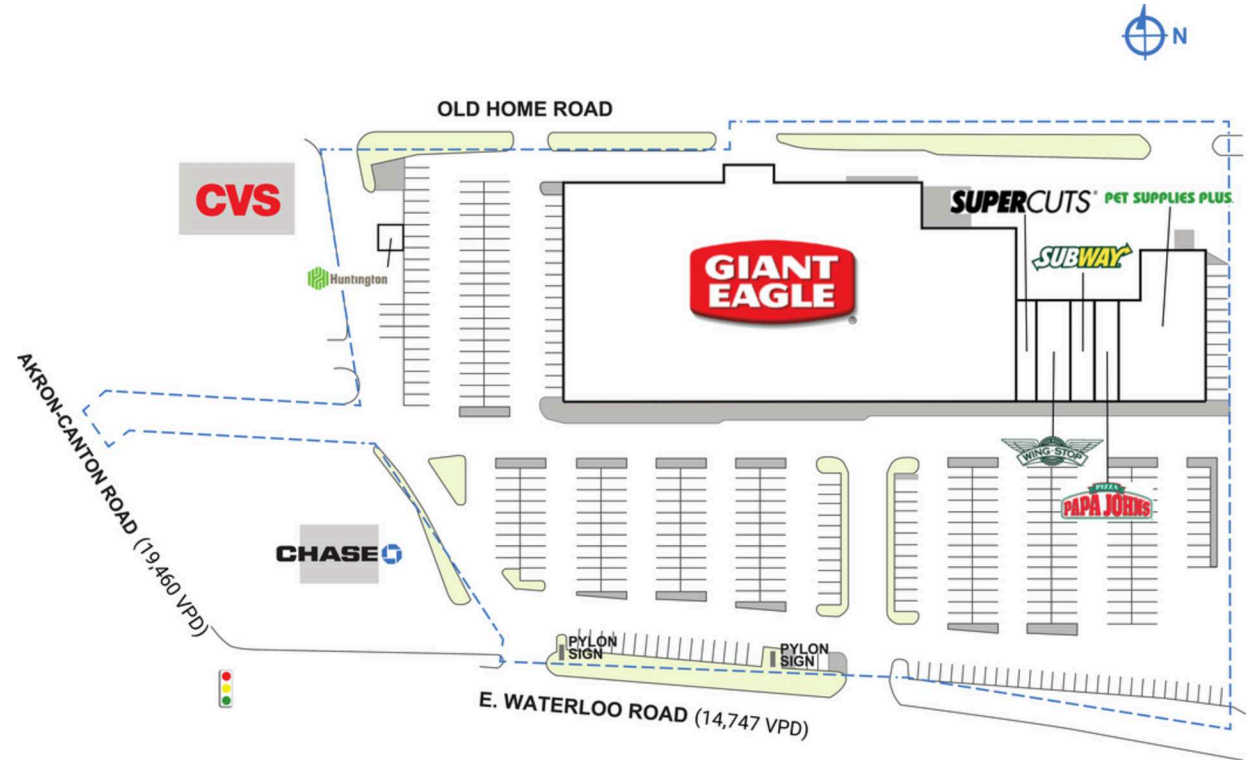 N
OLD HOME ROAD
CVS
SUPERCUTS®
PET SUPPLIES PLUS
SUBWAY
GIANT
EAGLE®
Huntington
AKRON-CANTON ROAD (19,460 VPD)
WING·STOP
PIZZA
PAPA JOHNS
CHASE
PYLON
SIGN
PYLON
SIGN
E. WATERLOO ROAD (14,747 VPD)